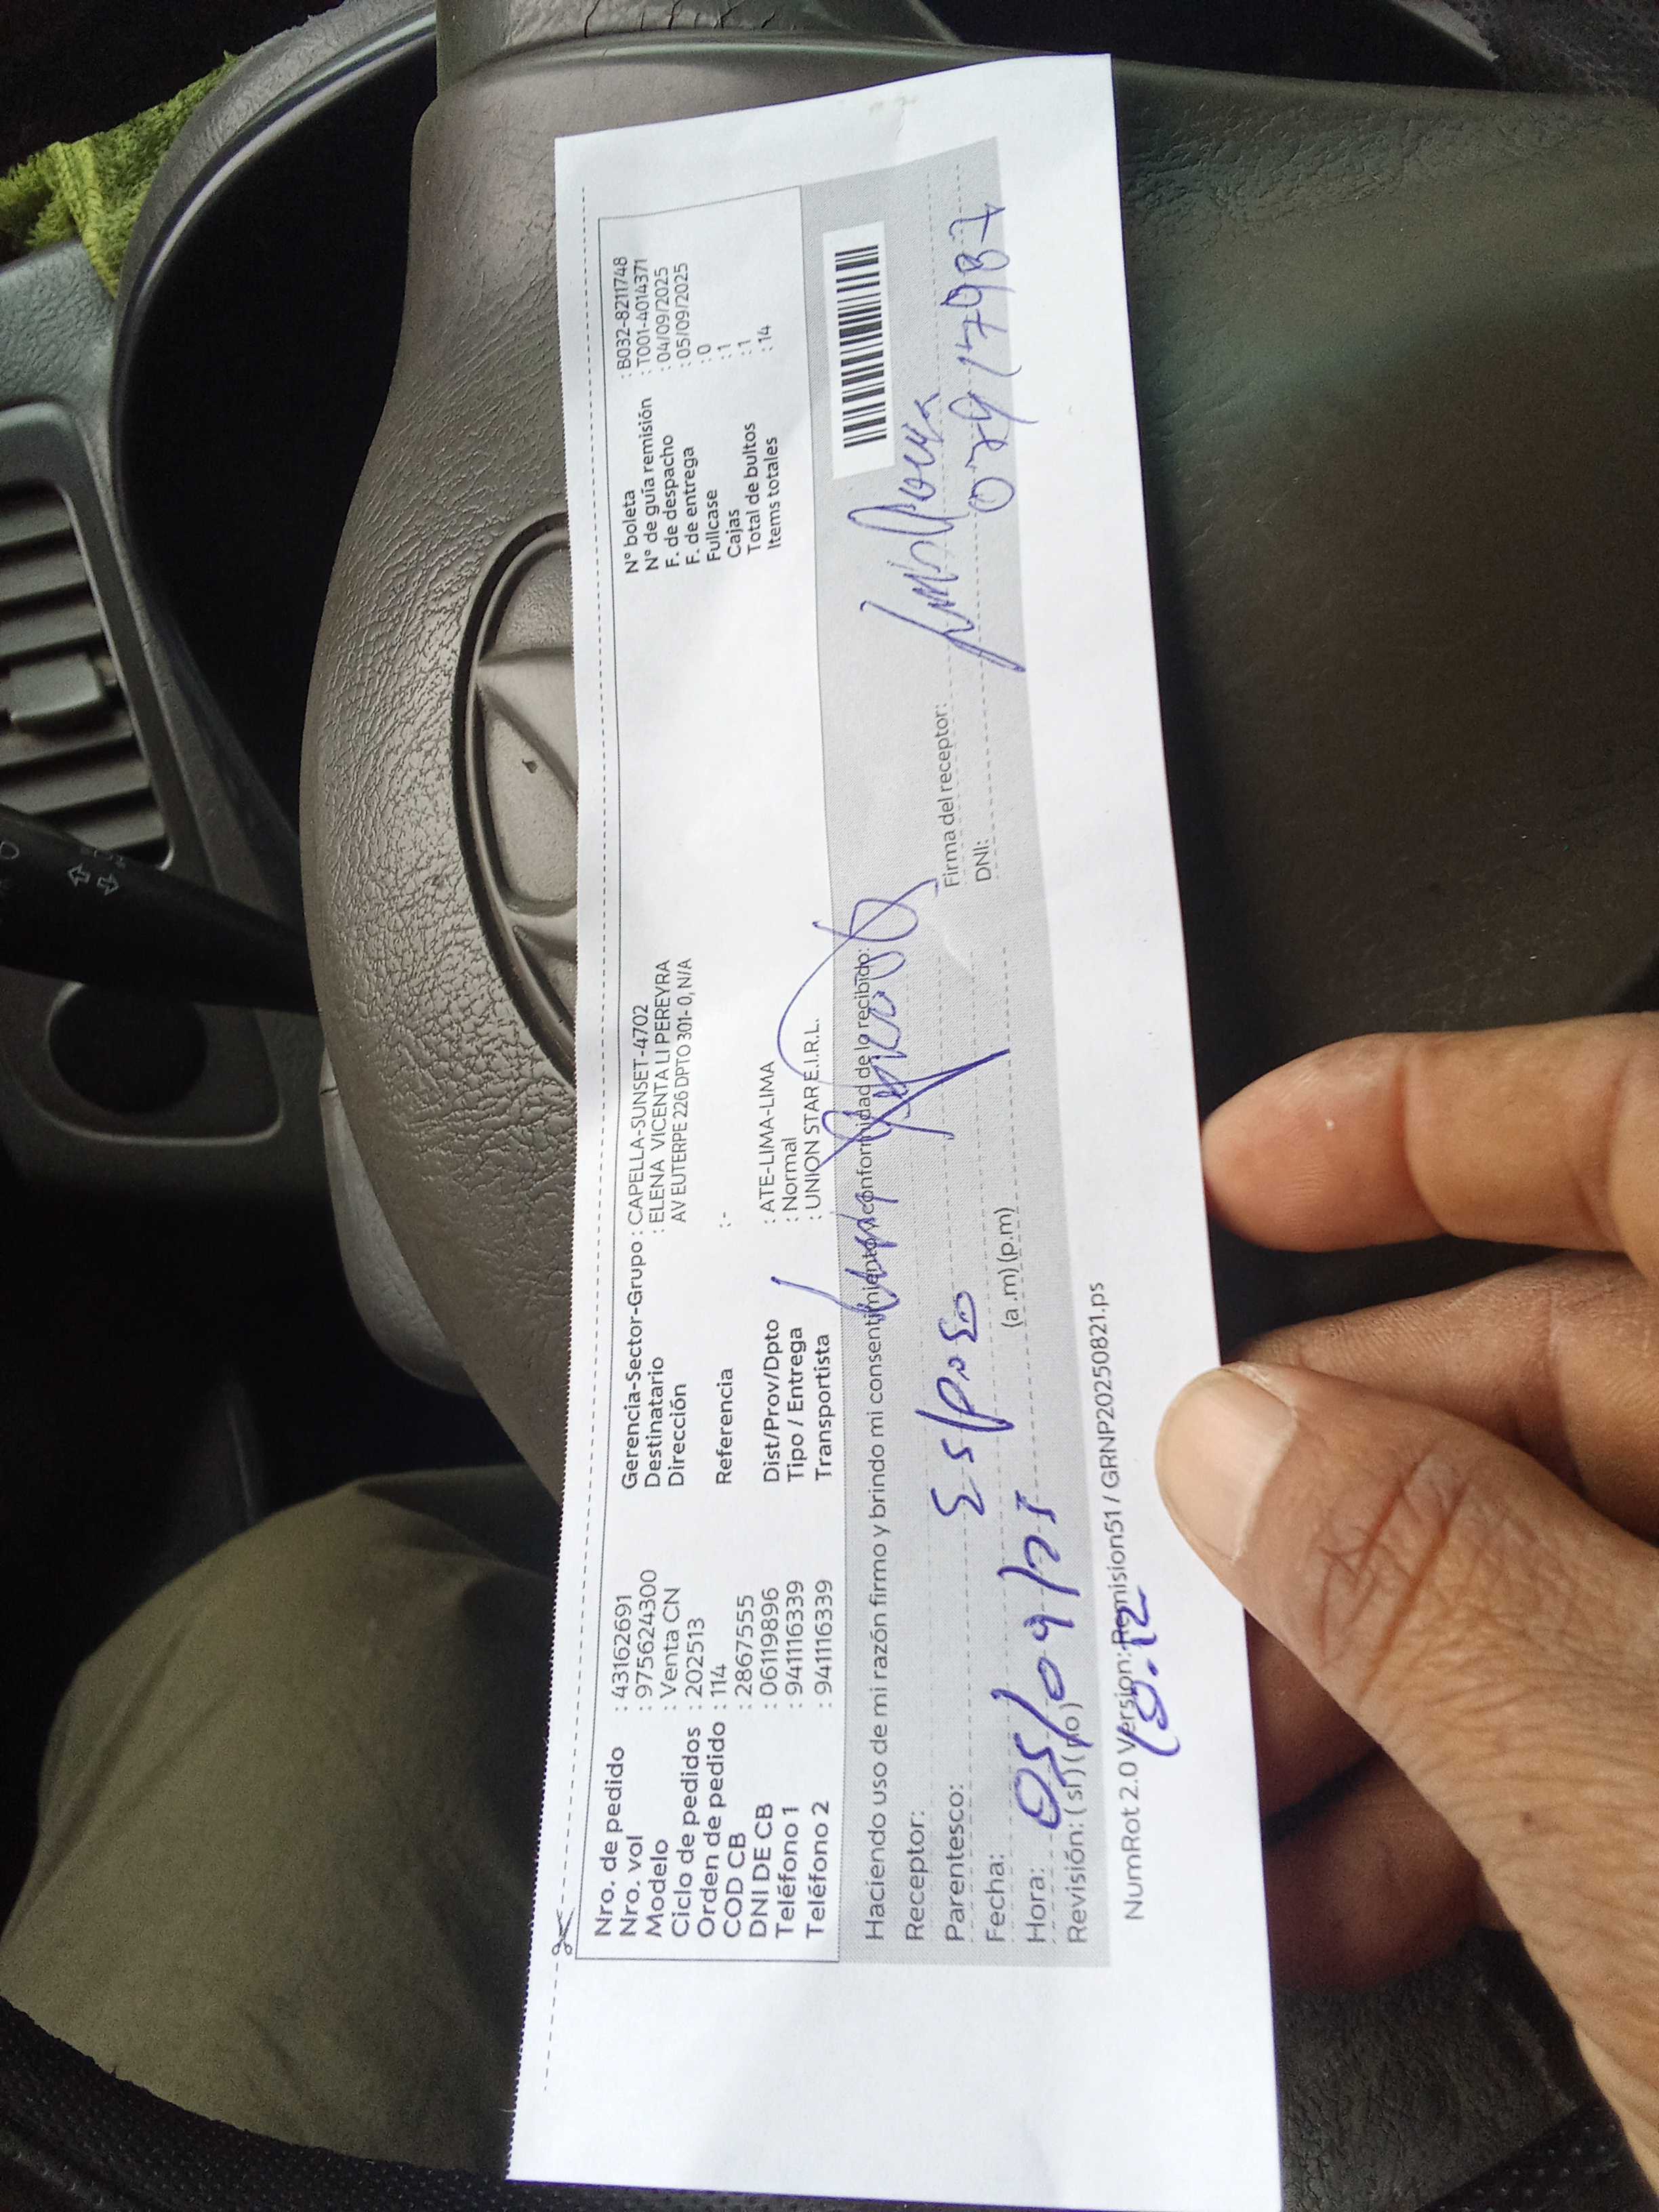 Nro. de pedido : 43162691
Nro. vol : 975624300
Modelo : Venta CN
Ciclo de pedidos : 202513
Orden de pedido : 114
COD CB : 2867555
DNI DE CB : 06119896
Teléfono 1 : 941116339
Teléfono 2 : 941116339
Gerencia-Sector-Grupo : CAPELLA-SUNSET-4702
Destinatario : ELENA VICENTA LI PEREYRA
Dirección AV EUTERPE 226 DPTO 301- 0, N/A
Referencia : -
Dist/Prov/Dpto : ATE-LIMA-LIMA
Tipo / Entrega : Normal
Transportista : UNION STAR E.I.R.L.
N° boleta : B032-8211748
N° de guía remisión : T001-4014371
F. de despacho : 04/09/2025
F. de entrega : 05/09/2025
Fullcase : 0
Cajas : 1
Total de bultos : 1
Items totales : 14
Haciendo uso de mi razón firmo y brindo mi consentimiento y conformidad de lo recibido:
Receptor:
Parentesco: Esposo
Fecha: 05/09/25
Hora: (a.m) (p.m)
Revisión: (si) (no)
Firma del receptor:
DNI: 07917987
NumRot 2.0 Version: Remision51 / GRNP20250821.ps